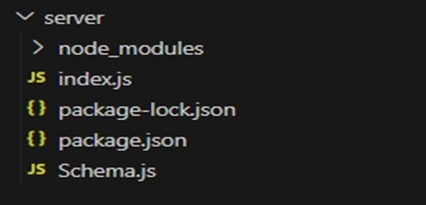 server
node_modules
JS index.js
{} package-lock.json
{} package.json
JS Schema.js